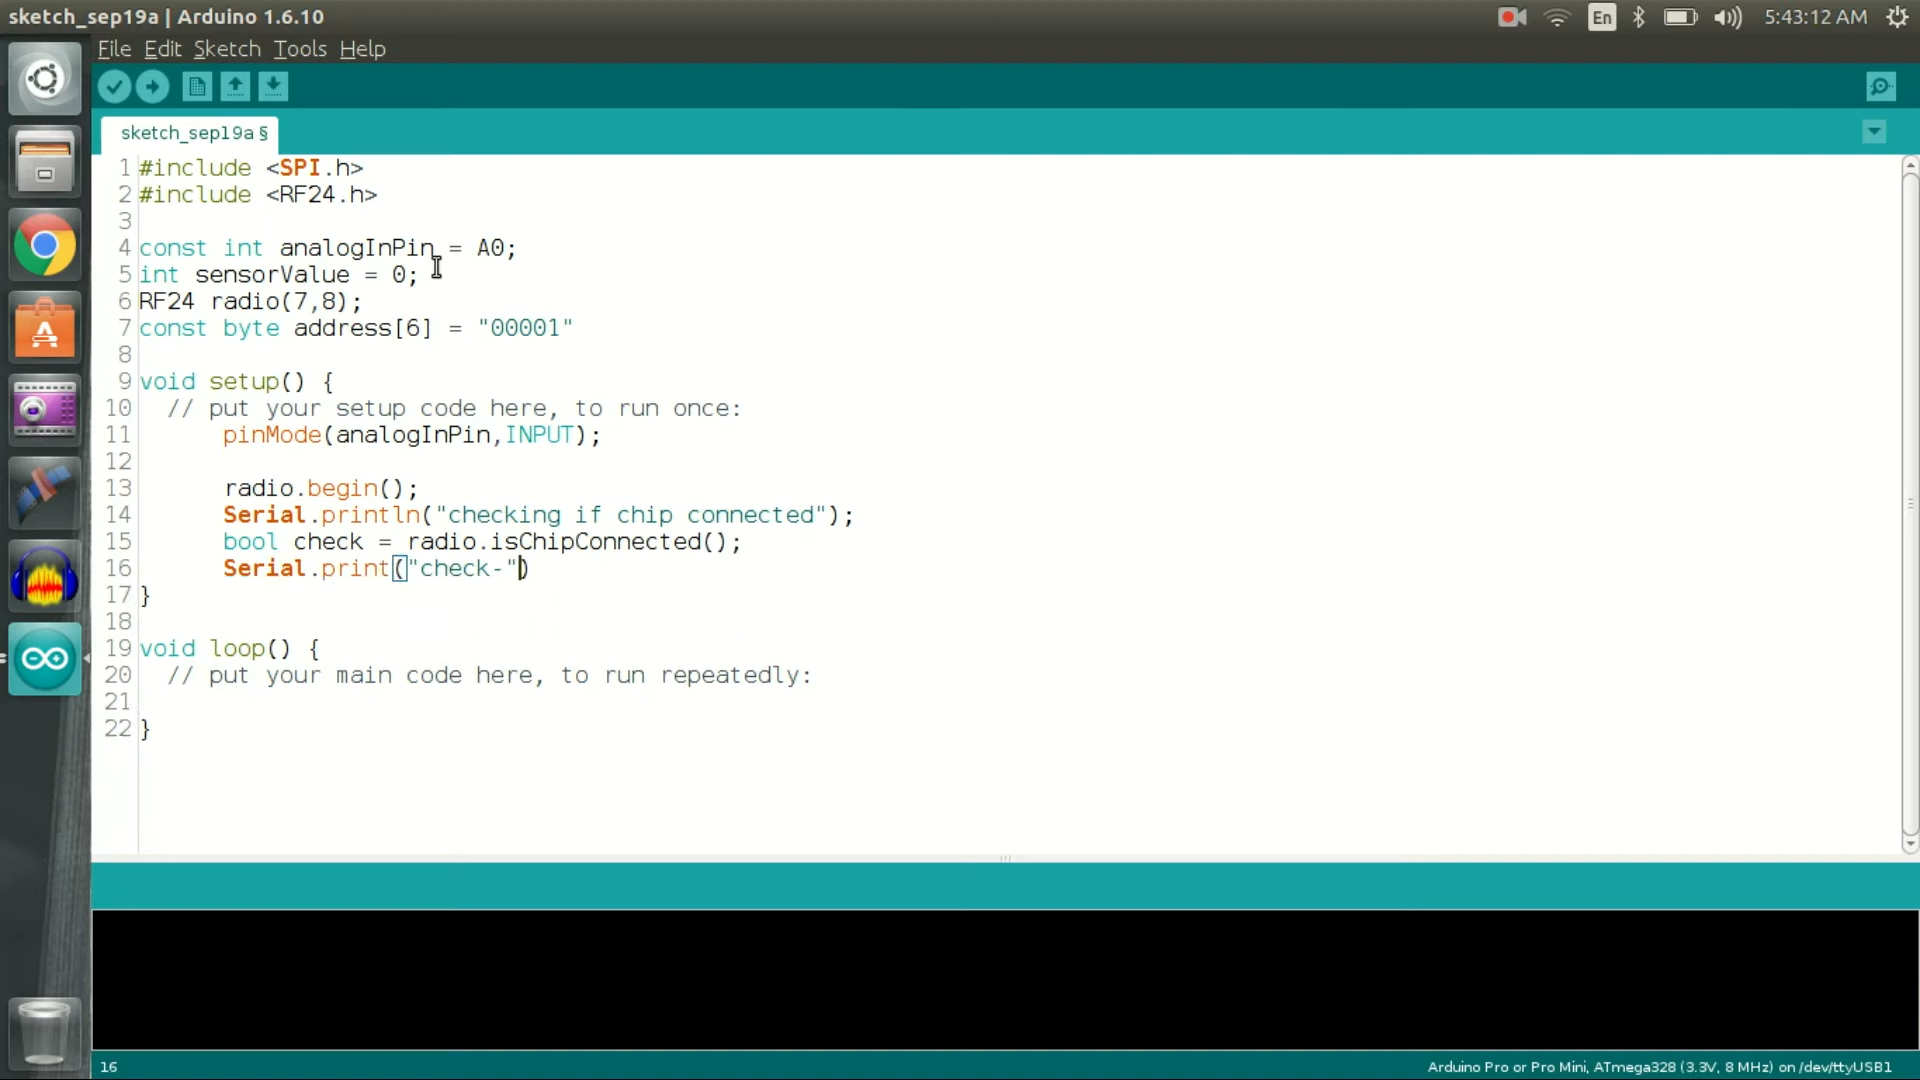 sketch_sep19a | Arduino 1.6.10
En
5:43:12 AM
File Edit Sketch Tools Help
sketch_sep19a §
1 #include <SPI.h>
2 #include <RF24.h>
3
4 const int analogInPin = A0;
5 int sensorValue = 0;
6 RF24 radio(7,8);
7 const byte address[6] = "00001"
8
9 void setup() {
10 // put your setup code here, to run once:
11 pinMode(analogInPin,INPUT);
12
13 radio.begin();
14 Serial.println("checking if chip connected");
15 bool check = radio.isChipConnected();
16 Serial.print("check-")
17 }
18
19 void loop() {
20 // put your main code here, to run repeatedly:
21
22 }
16
Arduino Pro or Pro Mini, ATmega328 (3.3V, 8 MHz) on /dev/ttyUSB1